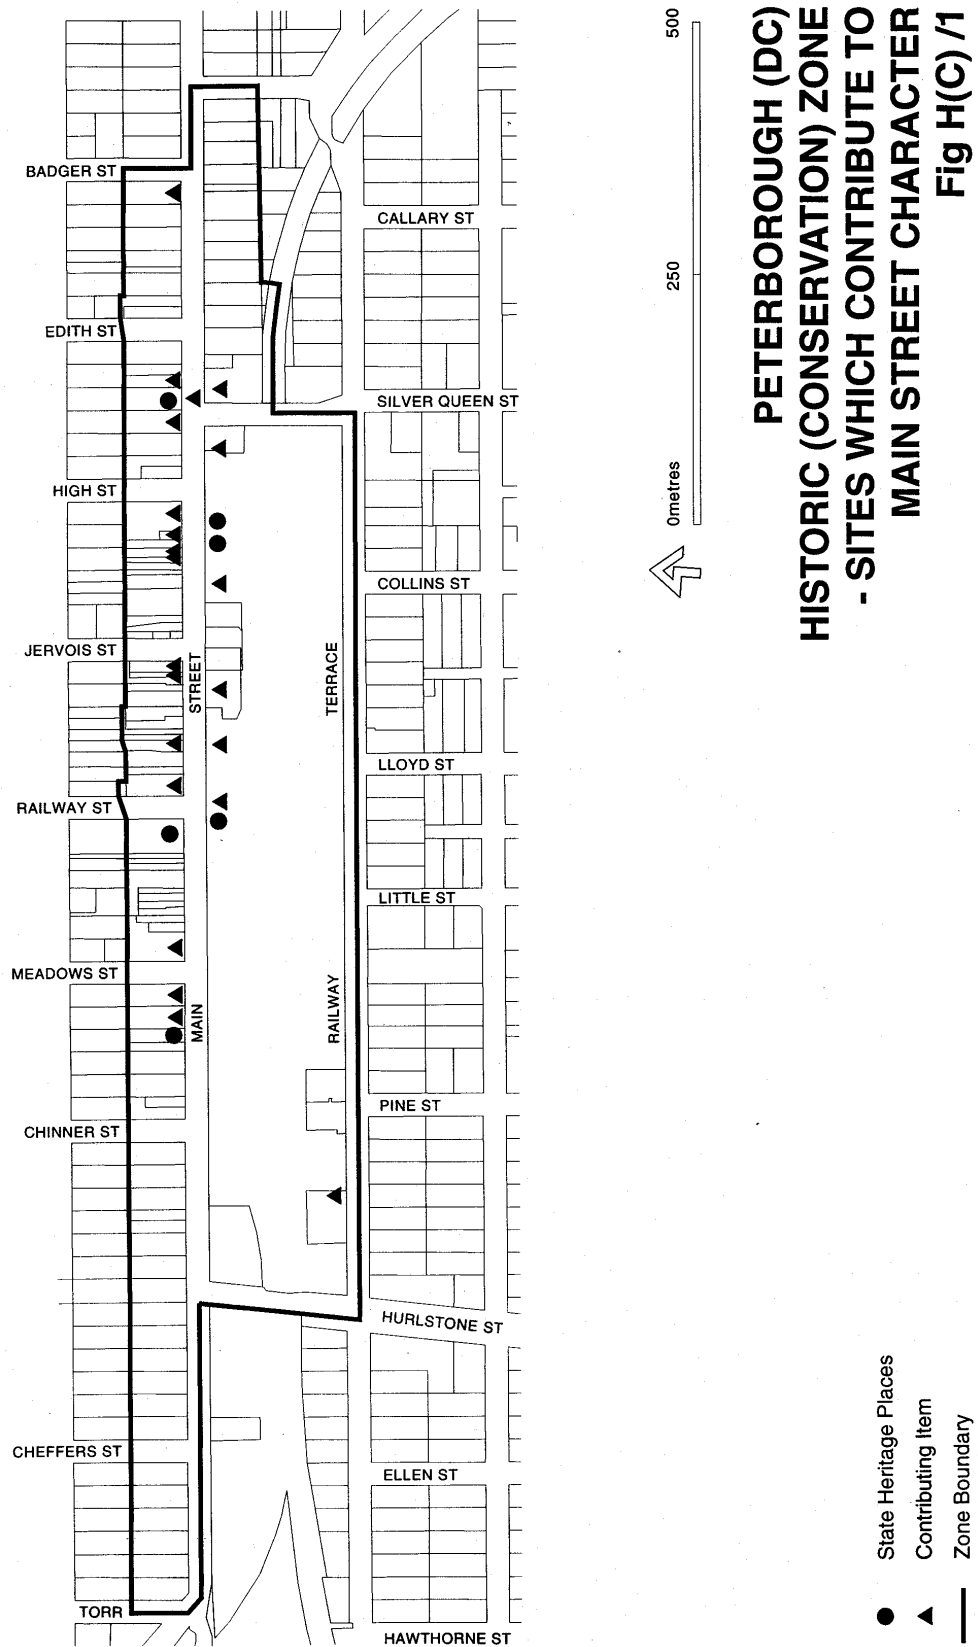 PETERBOROUGH (DC)
HISTORIC (CONSERVATION) ZONE
- SITES WHICH CONTRIBUTE TO
MAIN STREET CHARACTER
Fig H(C) /1
0metres
250
500
BADGER ST
EDITH ST
HIGH ST
JERVOIS ST
RAILWAY ST
MEADOWS ST
CHINNER ST
CHEFFERS ST
TORR
MAIN STREET
RAILWAY TERRACE
CALLARY ST
SILVER QUEEN ST
COLLINS ST
LLOYD ST
LITTLE ST
PINE ST
HURLSTONE ST
ELLEN ST
HAWTHORNE ST
State Heritage Places
Contributing Item
Zone Boundary